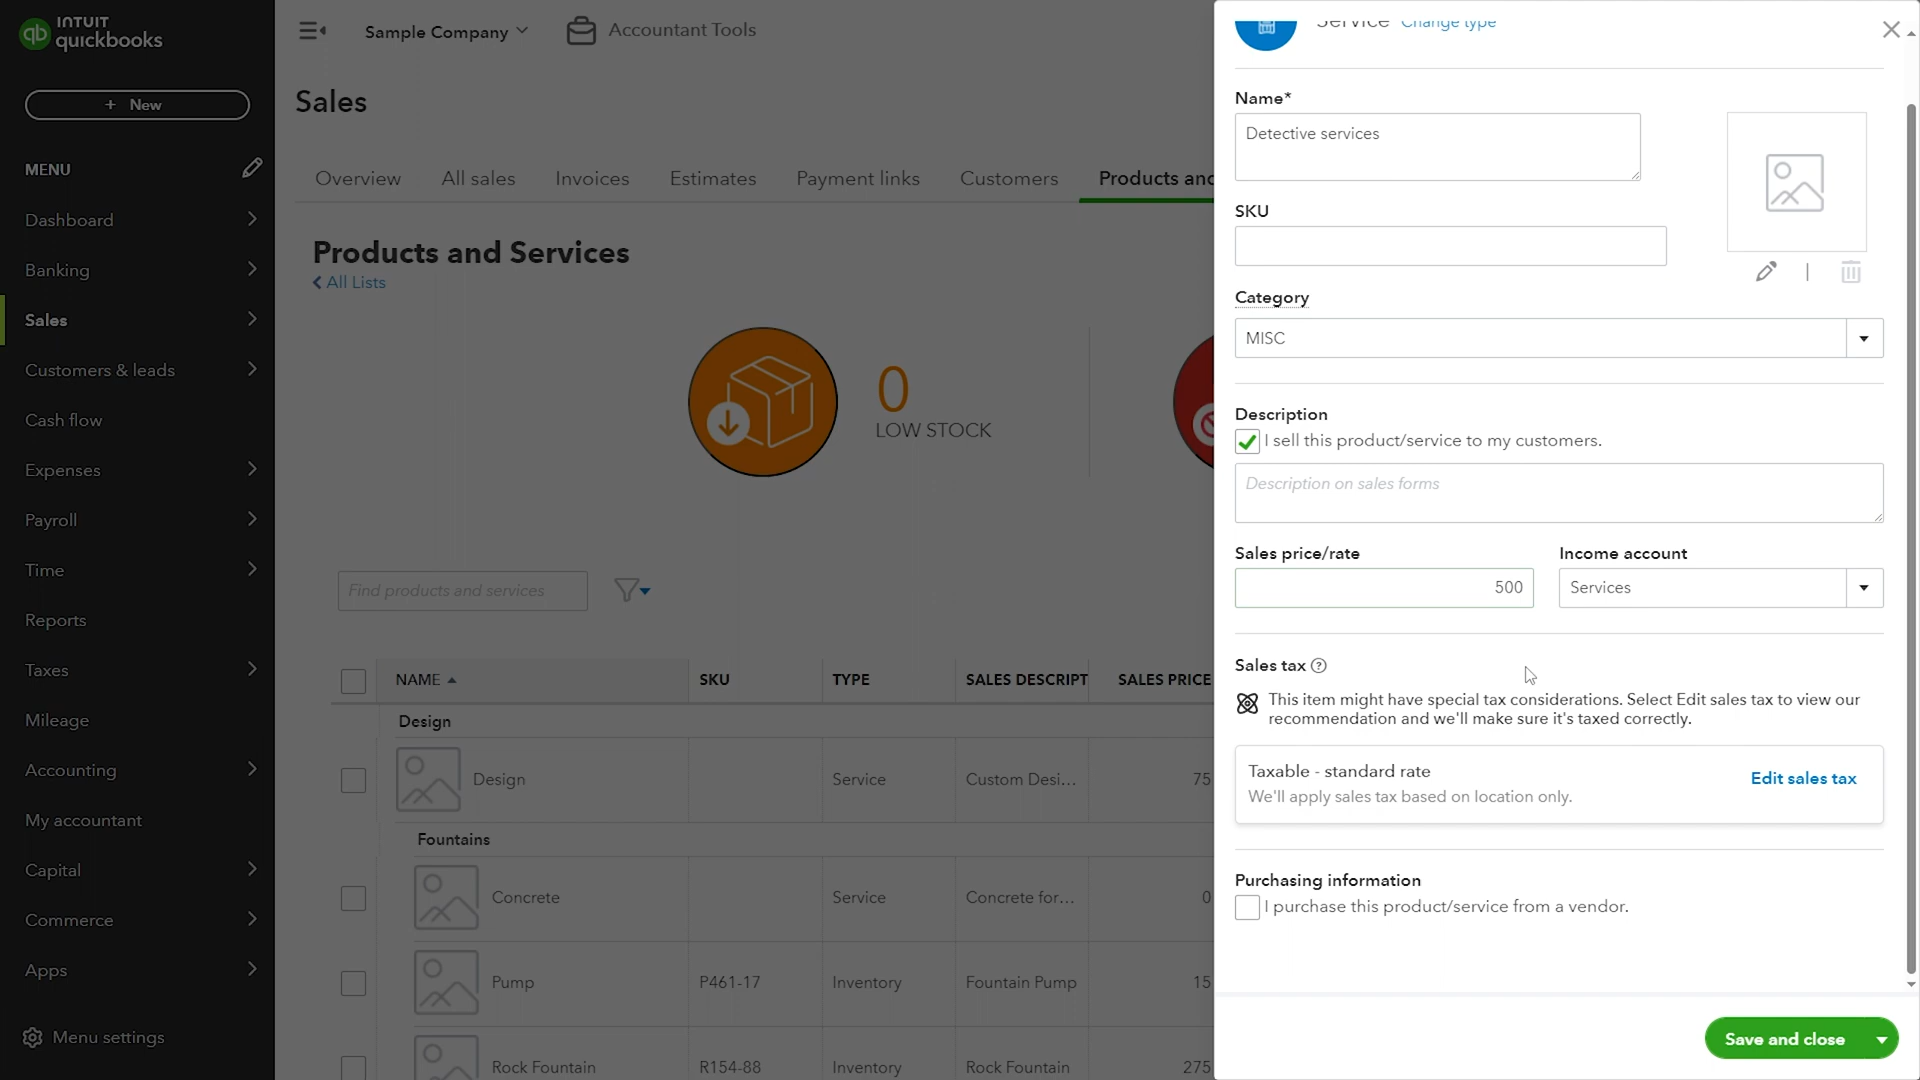 INTUIT
quickbooks
+ New
MENU
Dashboard
Banking
Sales
Customers & leads
Cash flow
Expenses
Payroll
Time
Reports
Taxes
Mileage
Accounting
My accountant
Capital
Commerce
Apps
Menu settings
Sample Company
Accountant Tools
Sales
Overview
All sales
Invoices
Estimates
Payment links
Customers
Products and
Products and Services
All Lists
0
LOW STOCK
Find products and services
NAME SKU TYPE SALES DESCRIPT SALES PRICE
Design
Design Service Custom Desi... 75
Fountains
Concrete Service Concrete for... 0
Pump P461-17 Inventory Fountain Pump 15
Rock Fountain R154-88 Inventory Rock Fountain 275
Service Change type
Name*
Detective services
SKU
Category
MISC
Description
I sell this product/service to my customers.
Description on sales forms
Sales price/rate Income account
500 Services
Sales tax ?
This item might have special tax considerations. Select Edit sales tax to view our
recommendation and we'll make sure it's taxed correctly.
Taxable - standard rate
We'll apply sales tax based on location only.
Edit sales tax
Purchasing information
I purchase this product/service from a vendor.
Save and close